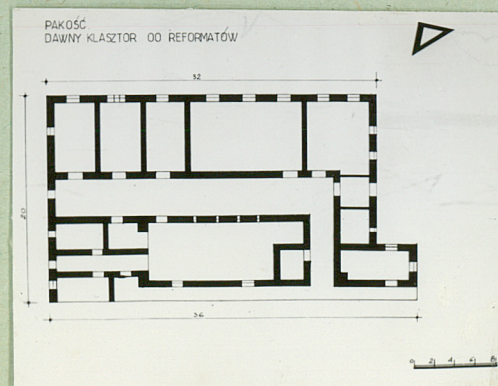 PAKOŚĆ
DAWNY KLASZTOR OO REFORMATÓW
32
20
36
0 2 4 6 8